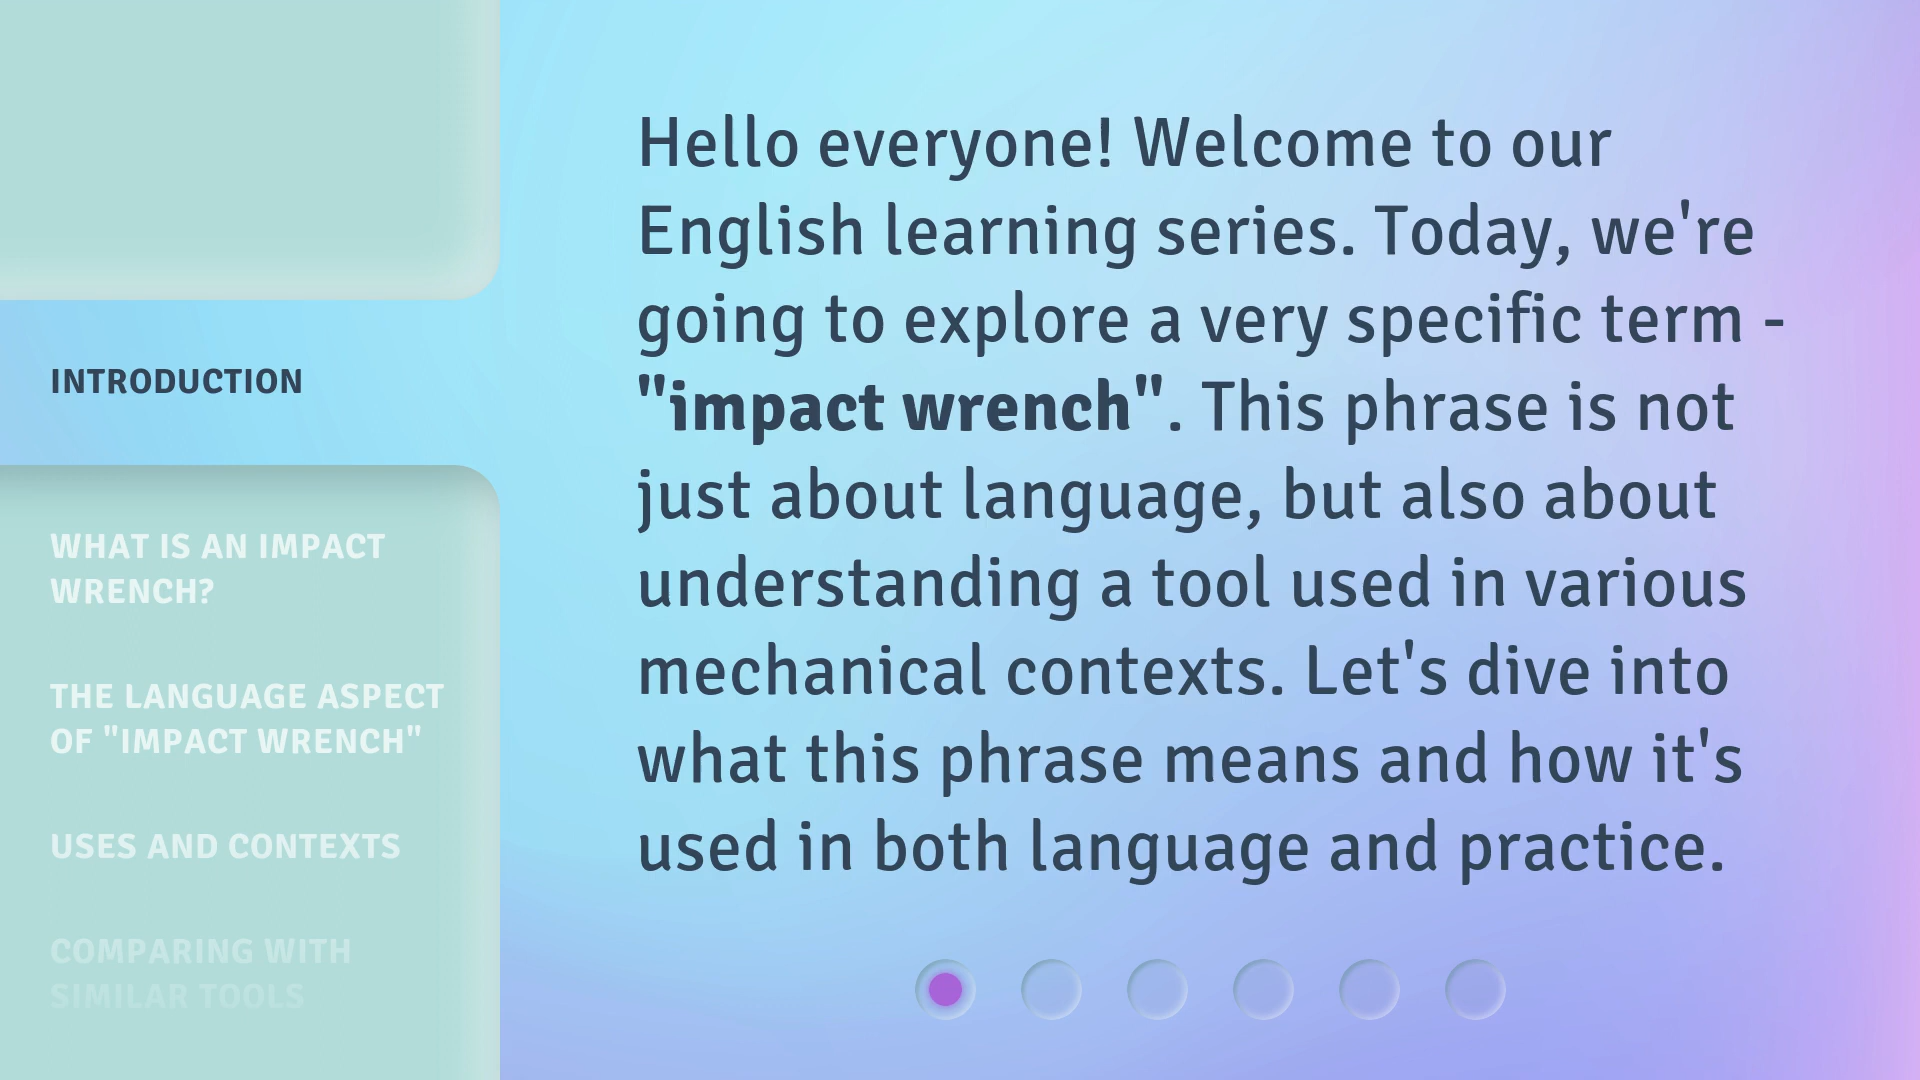 INTRODUCTION
WHAT IS AN IMPACT
WRENCH?
THE LANGUAGE ASPECT
OF "IMPACT WRENCH"
USES AND CONTEXTS
COMPARING WITH
SIMILAR TOOLS
Hello everyone! Welcome to our
English learning series. Today, we're
going to explore a very specific term -
"impact wrench". This phrase is not
just about language, but also about
understanding a tool used in various
mechanical contexts. Let's dive into
what this phrase means and how it's
used in both language and practice.